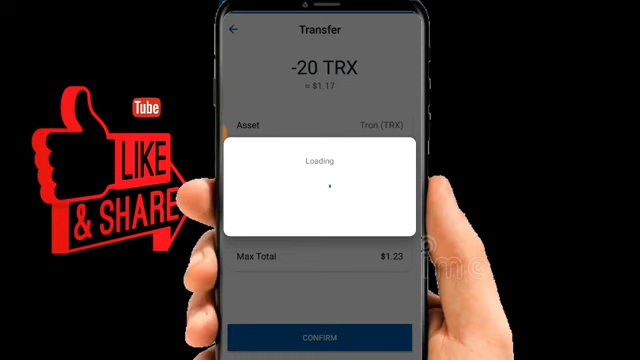 Transfer
-20 TRX
≈ $1.17
Asset
Tron (TRX)
Tube
LIKE
& SHARE
Loading
Max Total
$1.23
CONFIRM